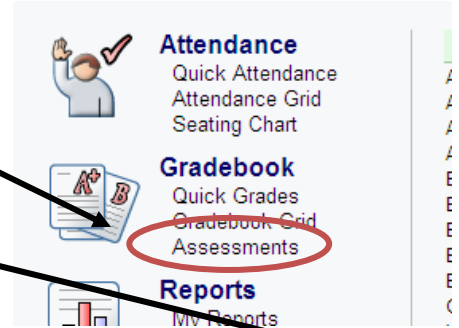 Attendance
Quick Attendance
Attendance Grid
Seating Chart
Gradebook
A+
B
Quick Grades
Gradebook Grid
Assessments
Reports
My Reports